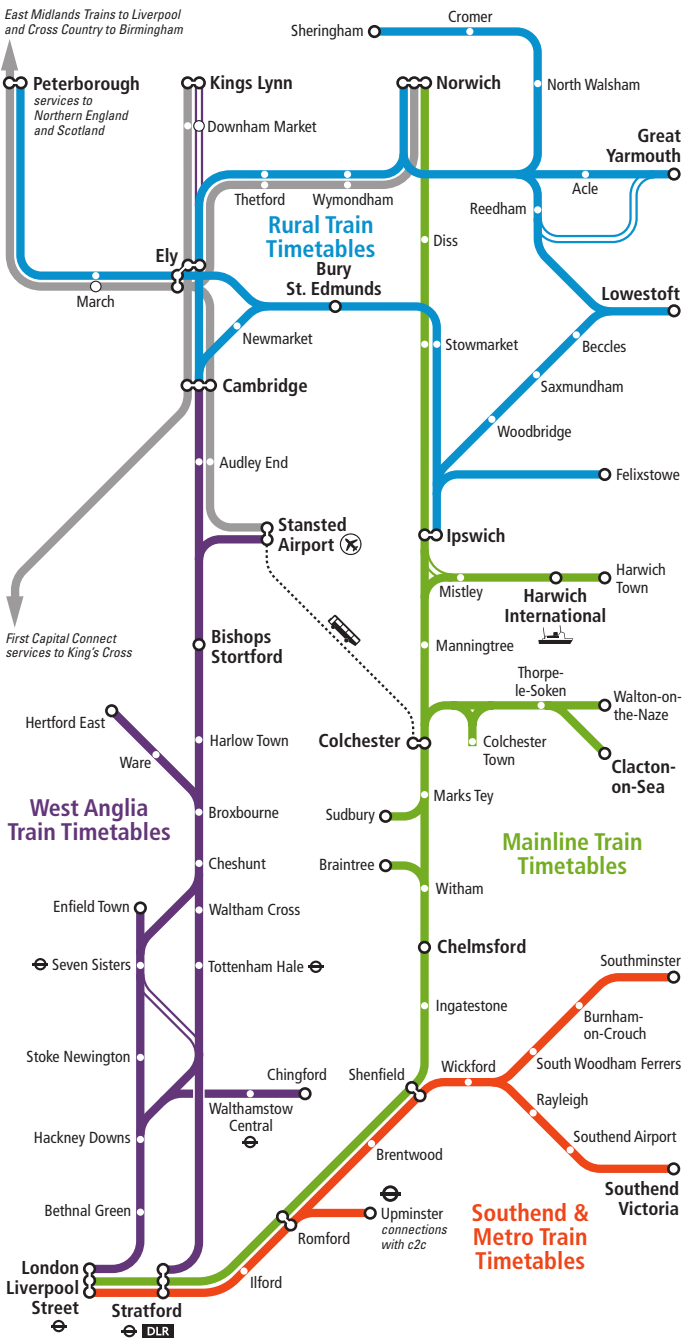 East Midlands Trains to Liverpool
and Cross Country to Birmingham
Sheringham
Cromer
Peterborough
services to
Northern England
and Scotland
Kings Lynn
Norwich
North Walsham
Downham Market
Great
Yarmouth
Thetford
Wymondham
Acle
Reedham
Rural Train
Timetables
Diss
Ely
Bury
St. Edmunds
March
Lowestoft
Newmarket
Stowmarket
Beccles
Cambridge
Saxmundham
Woodbridge
Audley End
Felixstowe
Stansted
Airport
Ipswich
Harwich
Town
Mistley
Harwich
International
First Capital Connect
services to King's Cross
Bishops
Stortford
Manningtree
Thorpe-
le-Soken
Walton-on-
the-Naze
Hertford East
Harlow Town
Colchester
Colchester
Town
Ware
Clacton-
on-Sea
West Anglia
Train Timetables
Marks Tey
Sudbury
Broxbourne
Mainline Train
Timetables
Cheshunt
Braintree
Witham
Enfield Town
Waltham Cross
Chelmsford
Seven Sisters
Tottenham Hale
Southminster
Ingatestone
Burnham-
on-Crouch
Stoke Newington
Chingford
Shenfield
Wickford
South Woodham Ferrers
Walthamstow
Central
Rayleigh
Hackney Downs
Brentwood
Southend Airport
Southend
Victoria
Bethnal Green
Upminster
connections
with c2c
Romford
Southend &
Metro Train
Timetables
London
Liverpool
Street
Stratford
Ilford
DLR